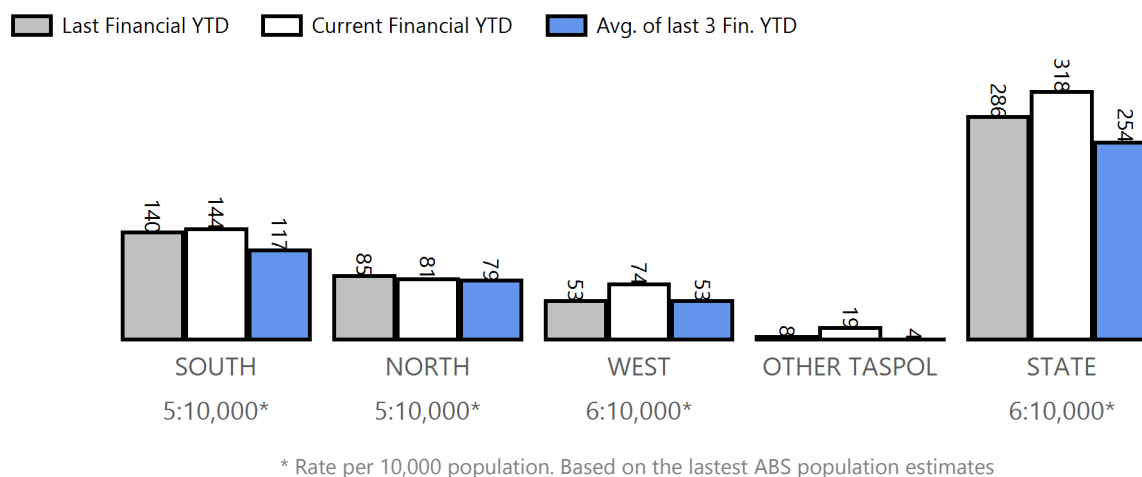 Last Financial YTD Current Financial YTD Avg. of last 3 Fin. YTD
140 144 117 85 81 79 53 74 53 8 19 4 286 318 254
SOUTH NORTH WEST OTHER TASPOL STATE
5:10,000* 5:10,000* 6:10,000* 6:10,000*
* Rate per 10,000 population. Based on the lastest ABS population estimates